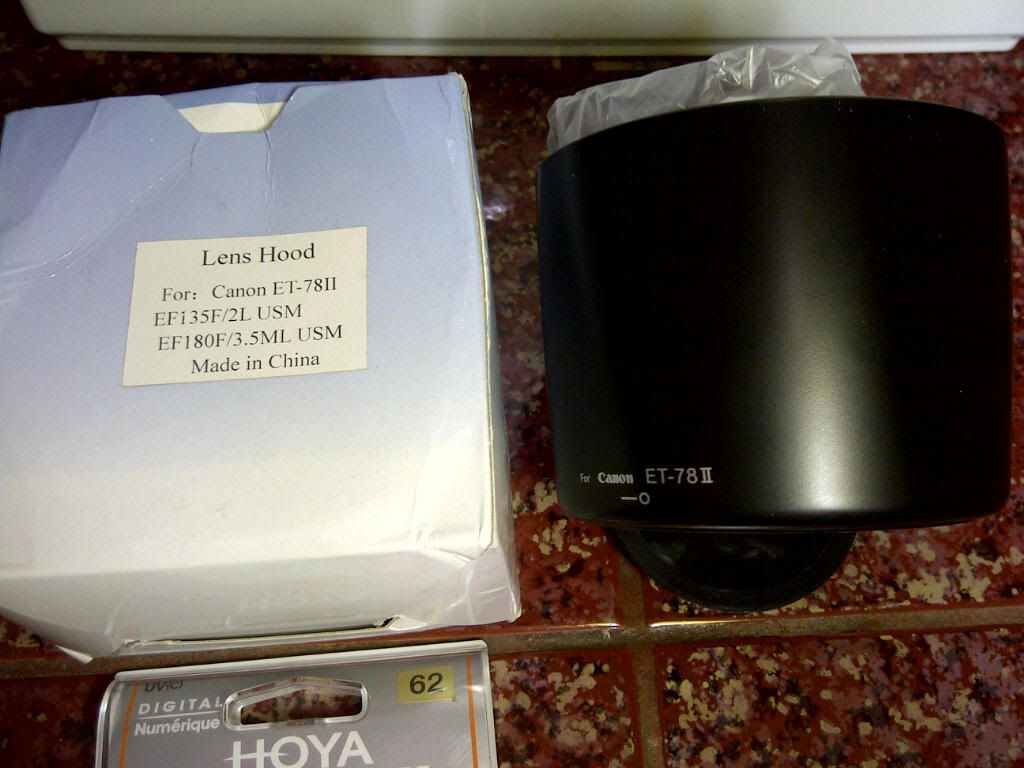 Lens Hood
For: Canon ET-78II
EF135F/2L USM
EF180F/3.5ML USM
Made in China
For Canon ET-78II
UV(C)
DIGITAL
Numérique
62
HOYA